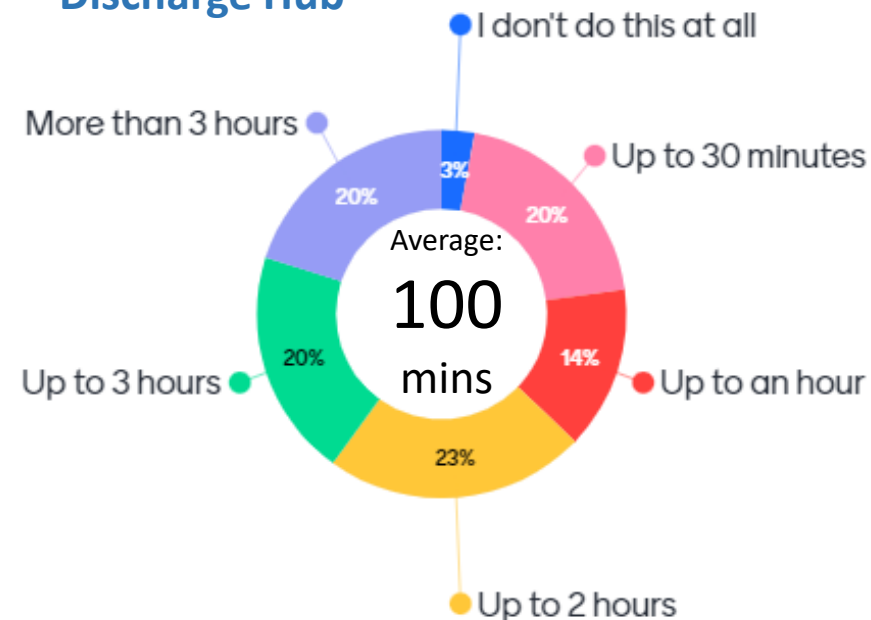 Discharge Hub
I don't do this at all
More than 3 hours
Up to 30 minutes
3%
20%
20%
Average:
100
mins
20%
14%
Up to 3 hours
Up to an hour
23%
Up to 2 hours